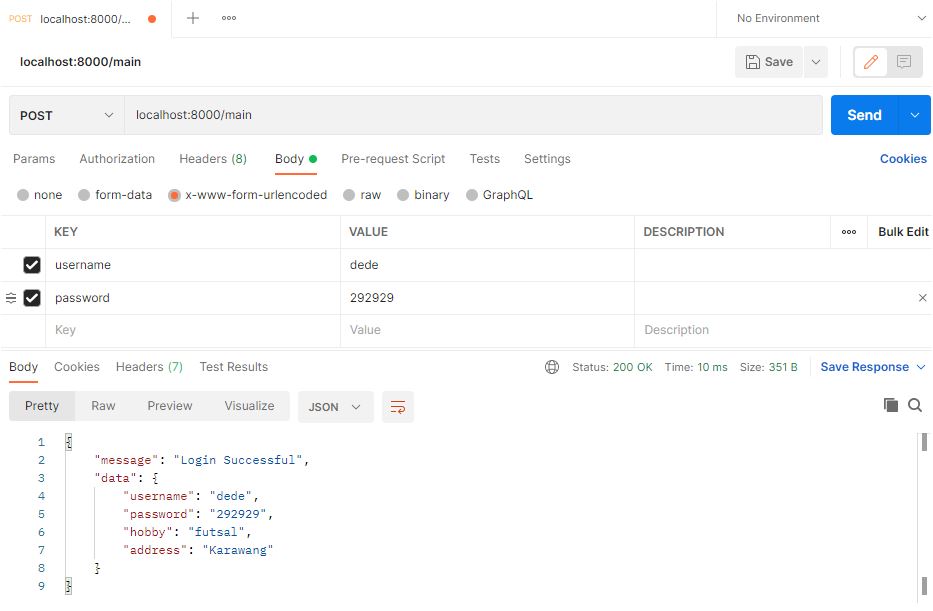 POST localhost:8000/... No Environment
localhost:8000/main Save
POST localhost:8000/main Send
Params Authorization Headers (8) Body Pre-request Script Tests Settings Cookies
none form-data x-www-form-urlencoded raw binary GraphQL
KEY VALUE DESCRIPTION Bulk Edit
username dede
password 292929
Key Value Description
Body Cookies Headers (7) Test Results Status: 200 OK Time: 10 ms Size: 351 B Save Response
Pretty Raw Preview Visualize JSON
1 {
2 "message": "Login Successful",
3 "data": {
4 "username": "dede",
5 "password": "292929",
6 "hobby": "futsal",
7 "address": "Karawang"
8 }
9 }